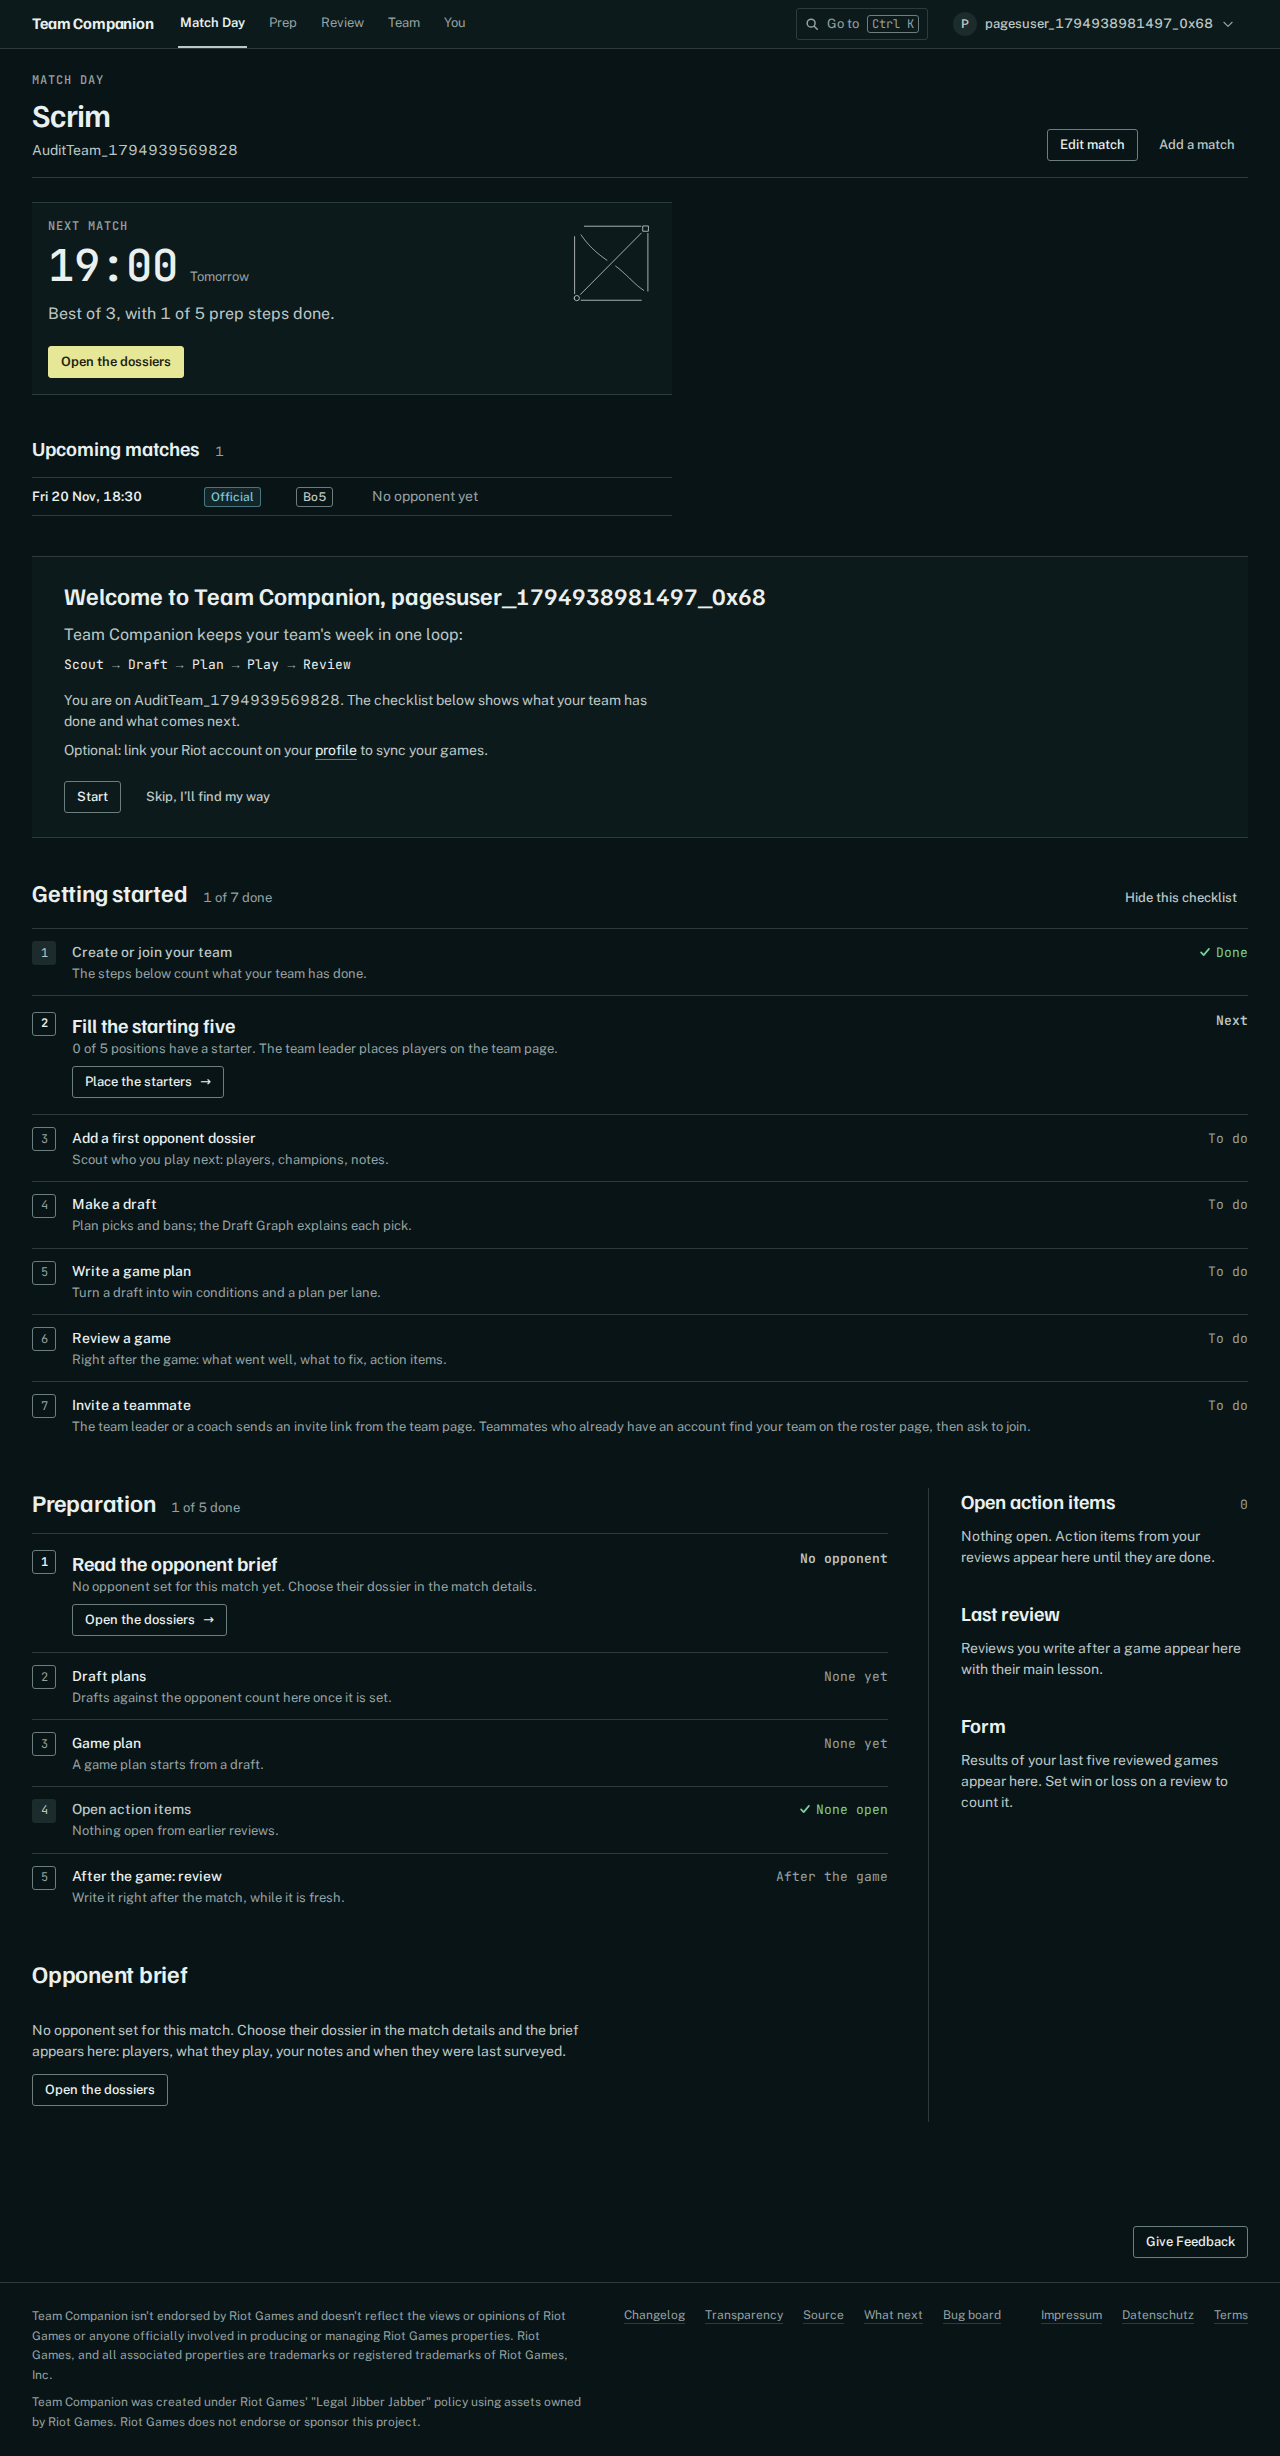 Team Companion Match Day Prep Review Team You Go to Ctrl K P pagesuser_1794938981497_0x68
MATCH DAY
Scrim
AuditTeam_1794939569828
Edit match Add a match
NEXT MATCH
19:00 Tomorrow
Best of 3, with 1 of 5 prep steps done.
Open the dossiers
Upcoming matches 1
Fri 20 Nov, 18:30 Official Bo5 No opponent yet
Welcome to Team Companion, pagesuser_1794938981497_0x68
Team Companion keeps your team's week in one loop:
Scout → Draft → Plan → Play → Review
You are on AuditTeam_1794939569828. The checklist below shows what your team has
done and what comes next.
Optional: link your Riot account on your profile to sync your games.
Start Skip, I'll find my way
Getting started 1 of 7 done Hide this checklist
1 Create or join your team ✓ Done
The steps below count what your team has done.
2 Fill the starting five Next
0 of 5 positions have a starter. The team leader places players on the team page.
Place the starters →
3 Add a first opponent dossier To do
Scout who you play next: players, champions, notes.
4 Make a draft To do
Plan picks and bans; the Draft Graph explains each pick.
5 Write a game plan To do
Turn a draft into win conditions and a plan per lane.
6 Review a game To do
Right after the game: what went well, what to fix, action items.
7 Invite a teammate To do
The team leader or a coach sends an invite link from the team page. Teammates who already have an account find your team on the roster page, then ask to join.
Preparation 1 of 5 done
1 Read the opponent brief No opponent
No opponent set for this match yet. Choose their dossier in the match details.
Open the dossiers →
2 Draft plans None yet
Drafts against the opponent count here once it is set.
3 Game plan None yet
A game plan starts from a draft.
4 Open action items ✓ None open
Nothing open from earlier reviews.
5 After the game: review After the game
Write it right after the match, while it is fresh.
Opponent brief
No opponent set for this match. Choose their dossier in the match details and the brief
appears here: players, what they play, your notes and when they were last surveyed.
Open the dossiers
Open action items 0
Nothing open. Action items from your
reviews appear here until they are done.
Last review
Reviews you write after a game appear here
with their main lesson.
Form
Results of your last five reviewed games
appear here. Set win or loss on a review to
count it.
Give Feedback
Team Companion isn't endorsed by Riot Games and doesn't reflect the views or opinions of Riot
Games or anyone officially involved in producing or managing Riot Games properties. Riot
Games, and all associated properties are trademarks or registered trademarks of Riot Games,
Inc.
Team Companion was created under Riot Games' "Legal Jibber Jabber" policy using assets owned
by Riot Games. Riot Games does not endorse or sponsor this project.
Changelog Transparency Source What next Bug board Impressum Datenschutz Terms